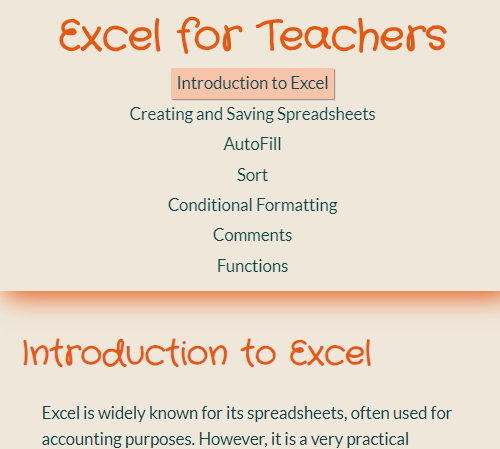 Excel for Teachers
Introduction to Excel
Creating and Saving Spreadsheets
AutoFill
Sort
Conditional Formatting
Comments
Functions
Introduction to Excel
Excel is widely known for its spreadsheets, often used for
accounting purposes. However, it is a very practical